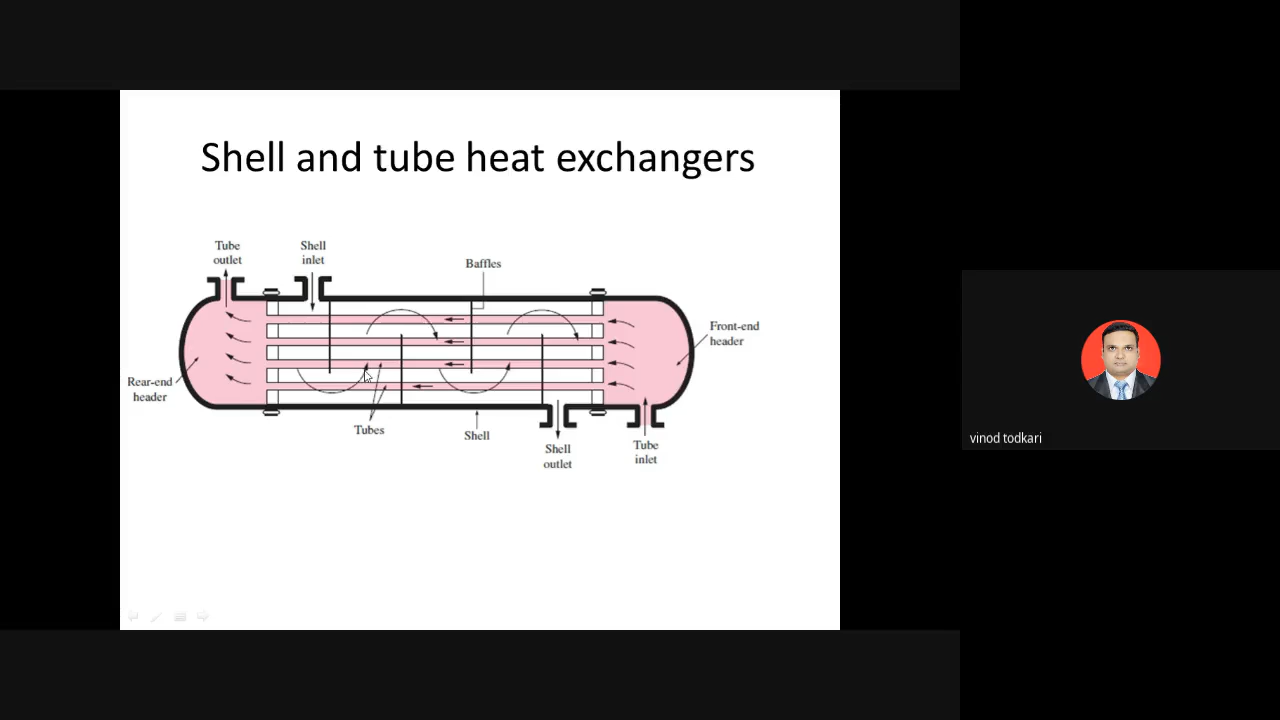 Shell and tube heat exchangers
Tube
outlet
Shell
inlet
Baffles
Front-end
header
Rear-end
header
Tubes
Shell
Shell
outlet
Tube
inlet
vinod todkari